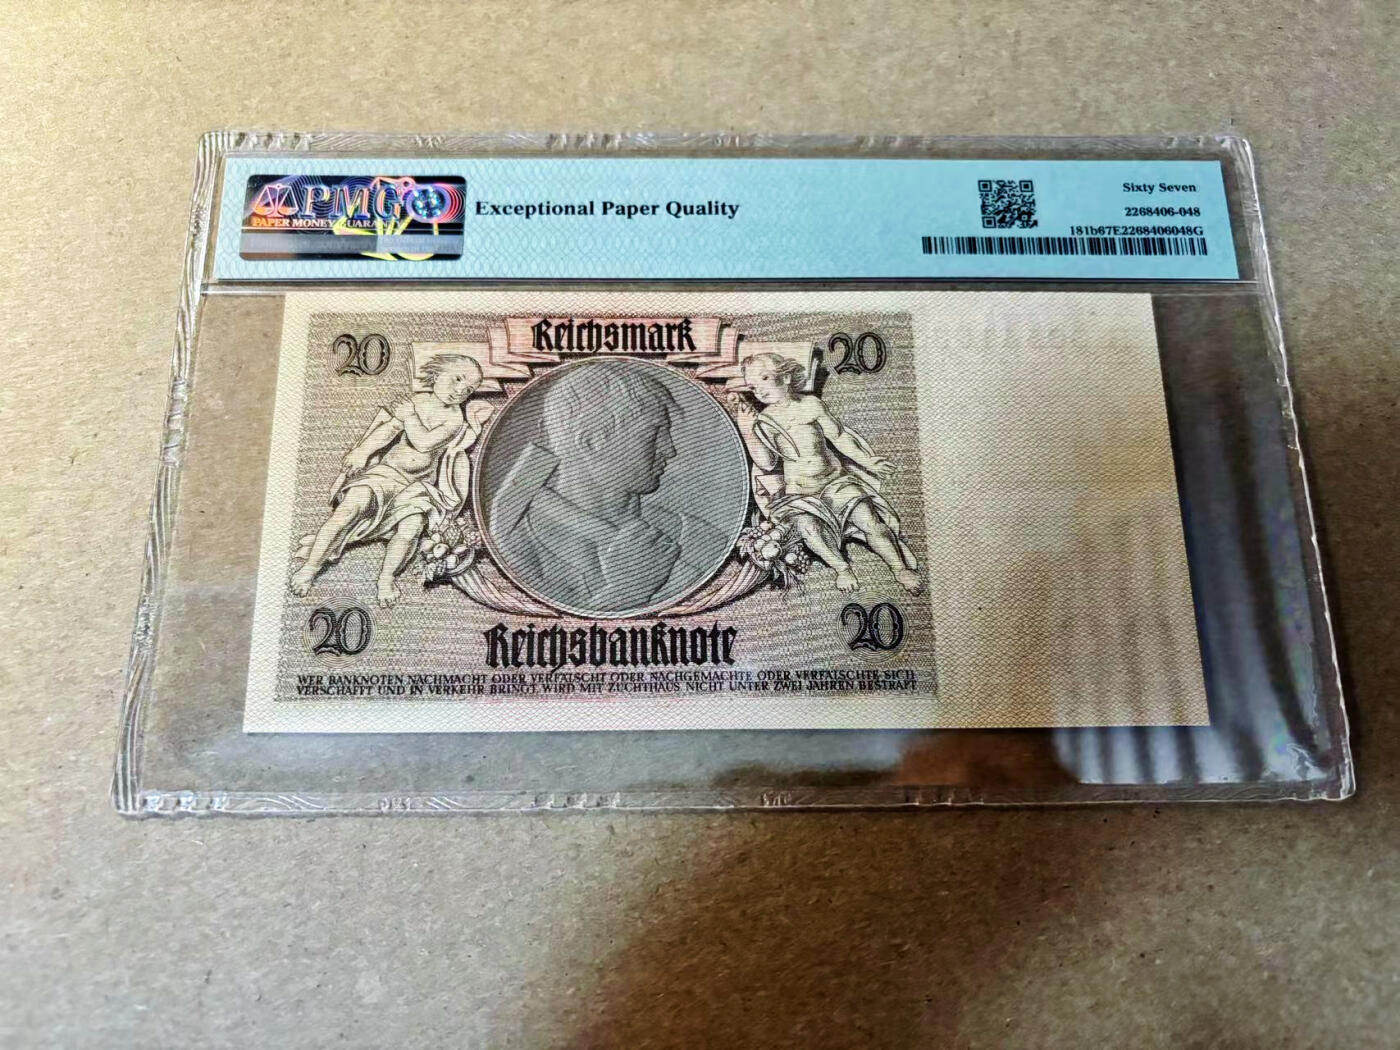 PMG
PAPER MONEY GUARANTY
Exceptional Paper Quality
Sixty Seven
2268406-048
181b67E2268406048G
20
Reichsmark
20
20
Reichsbanknote
20
WER BANKNOTEN NACHMACHT ODER VERFÄLSCHT ODER NACHGEMACHTE ODER VERFÄLSCHTE SICH
VERSCHAFFT UND IN VERKEHR BRINGT, WIRD MIT ZUCHTHAUS NICHT UNTER ZWEI JAHREN BESTRAFT